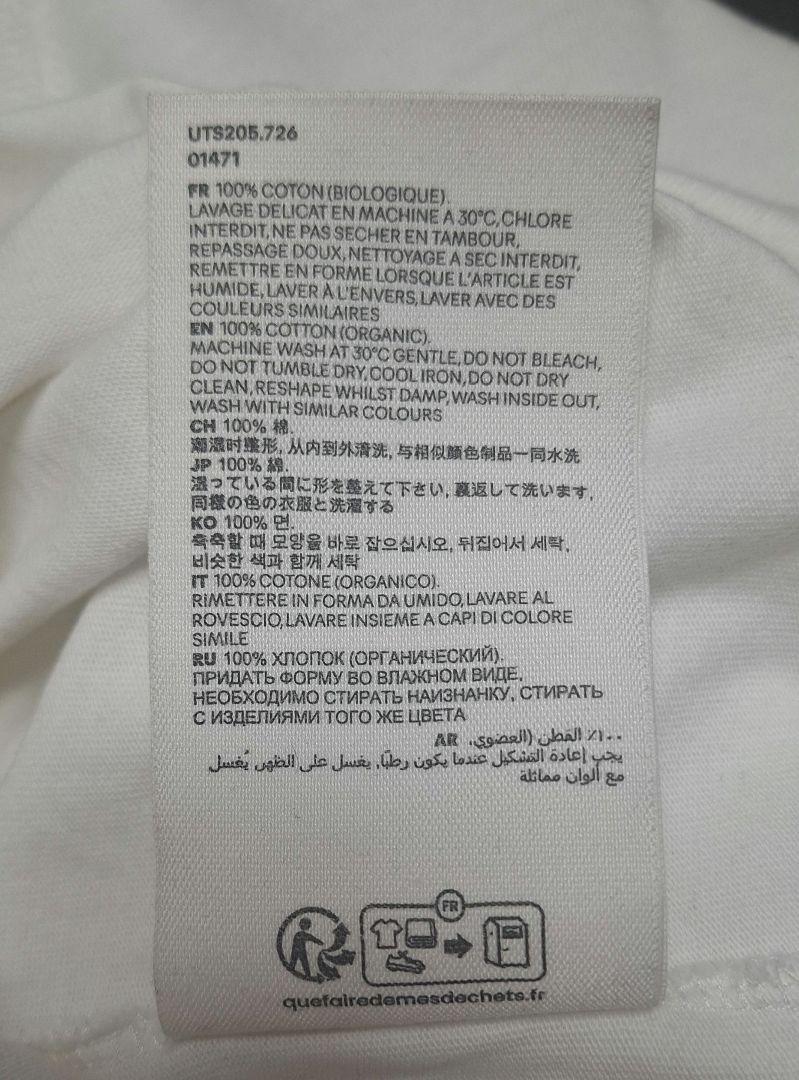 UTS205.726
01471
FR 100% COTON (BIOLOGIQUE).
LAVAGE DELICAT EN MACHINE A 30°C, CHLORE
INTERDIT, NE PAS SECHER EN TAMBOUR,
REPASSAGE DOUX, NETTOYAGE A SEC INTERDIT,
REMETTRE EN FORME LORSQUE L'ARTICLE EST
HUMIDE, LAVER À L'ENVERS, LAVER AVEC DES
COULEURS SIMILAIRES
EN 100% COTTON (ORGANIC).
MACHINE WASH AT 30°C GENTLE, DO NOT BLEACH,
DO NOT TUMBLE DRY, COOL IRON, DO NOT DRY
CLEAN, RESHAPE WHILST DAMP, WASH INSIDE OUT,
WASH WITH SIMILAR COLOURS
CH 100% 棉.
潮湿时整形, 从内到外清洗, 与相似颜色制品一同水洗
JP 100% 綿.
湿っている間に形を整えて下さい, 裏返して洗います,
同様の色の衣服と洗濯する
KO 100% 면.
축축할 때 모양을 바로 잡으십시오, 뒤집어서 세탁,
비슷한 색과 함께 세탁
IT 100% COTONE (ORGANICO).
RIMETTERE IN FORMA DA UMIDO, LAVARE AL
ROVESCIO, LAVARE INSIEME A CAPI DI COLORE
SIMILE
RU 100% ХЛОПОК (ОРГАНИЧЕСКИЙ).
ПРИДАТЬ ФОРМУ ВО ВЛАЖНОМ ВИДЕ,
НЕОБХОДИМО СТИРАТЬ НАИЗНАНКУ, СТИРАТЬ
С ИЗДЕЛИЯМИ ТОГО ЖЕ ЦВЕТА
١٠٠٪ القطن (العضوي. AR
يجب إعادة التشكيل عندما يكون رطبًا, يغسل على الظهر, يُغسل
مع ألوان مماثلة
FR
quefairedemesdechets.fr